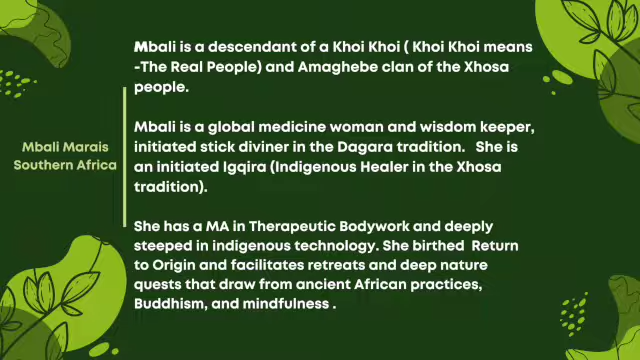 Mbali Marais
Southern Africa
Mbali is a descendant of a Khoi Khoi ( Khoi Khoi means
-The Real People) and Amaghebe clan of the Xhosa
people.
Mbali is a global medicine woman and wisdom keeper,
initiated stick diviner in the Dagara tradition. She is
an initiated Igqira (Indigenous Healer in the Xhosa
tradition).
She has a MA in Therapeutic Bodywork and deeply
steeped in indigenous technology. She birthed Return
to Origin and facilitates retreats and deep nature
quests that draw from ancient African practices,
Buddhism, and mindfulness .